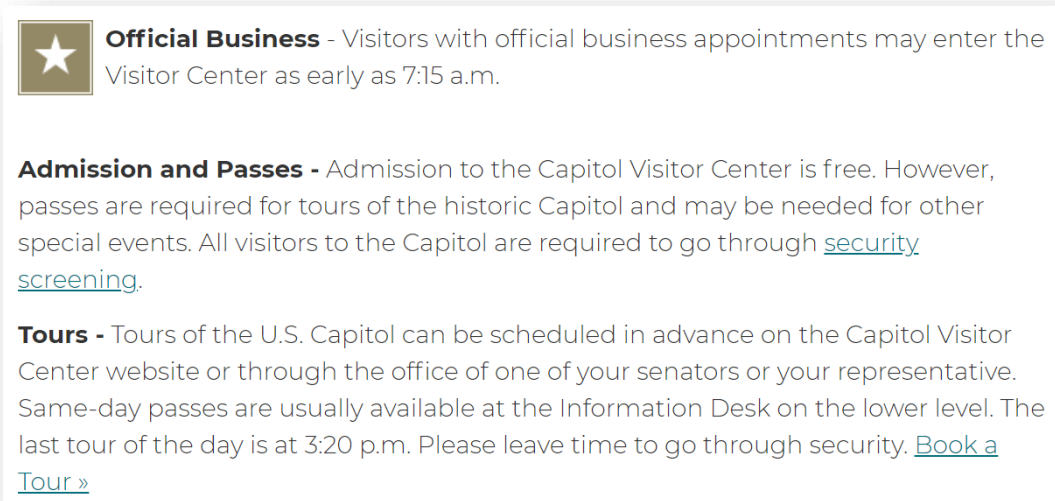 Official Business - Visitors with official business appointments may enter the
Visitor Center as early as 7:15 a.m.
Admission and Passes - Admission to the Capitol Visitor Center is free. However,
passes are required for tours of the historic Capitol and may be needed for other
special events. All visitors to the Capitol are required to go through security
screening.
Tours - Tours of the U.S. Capitol can be scheduled in advance on the Capitol Visitor
Center website or through the office of one of your senators or your representative.
Same-day passes are usually available at the Information Desk on the lower level. The
last tour of the day is at 3:20 p.m. Please leave time to go through security. Book a
Tour »